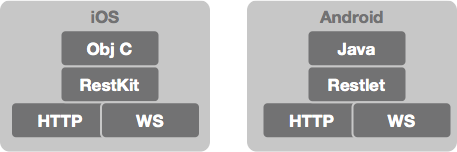 iOS
Obj C
RestKit
HTTP WS
Android
Java
Restlet
HTTP WS